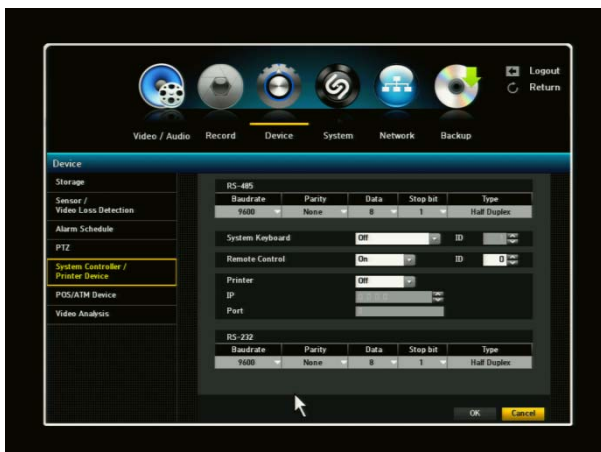 Logout
Return
Video / Audio Record Device System Network Backup
Device
Storage
Sensor /
Video Loss Detection
Alarm Schedule
PTZ
System Controller /
Printer Device
POS/ATM Device
Video Analysis
RS-485
Baudrate Parity Data Stop bit Type
9600 None 8 1 Half Duplex
System Keyboard Off ID
Remote Control On ID 0
Printer Off
IP
Port
RS-232
Baudrate Parity Data Stop bit Type
9600 None 8 1 Half Duplex
OK Cancel